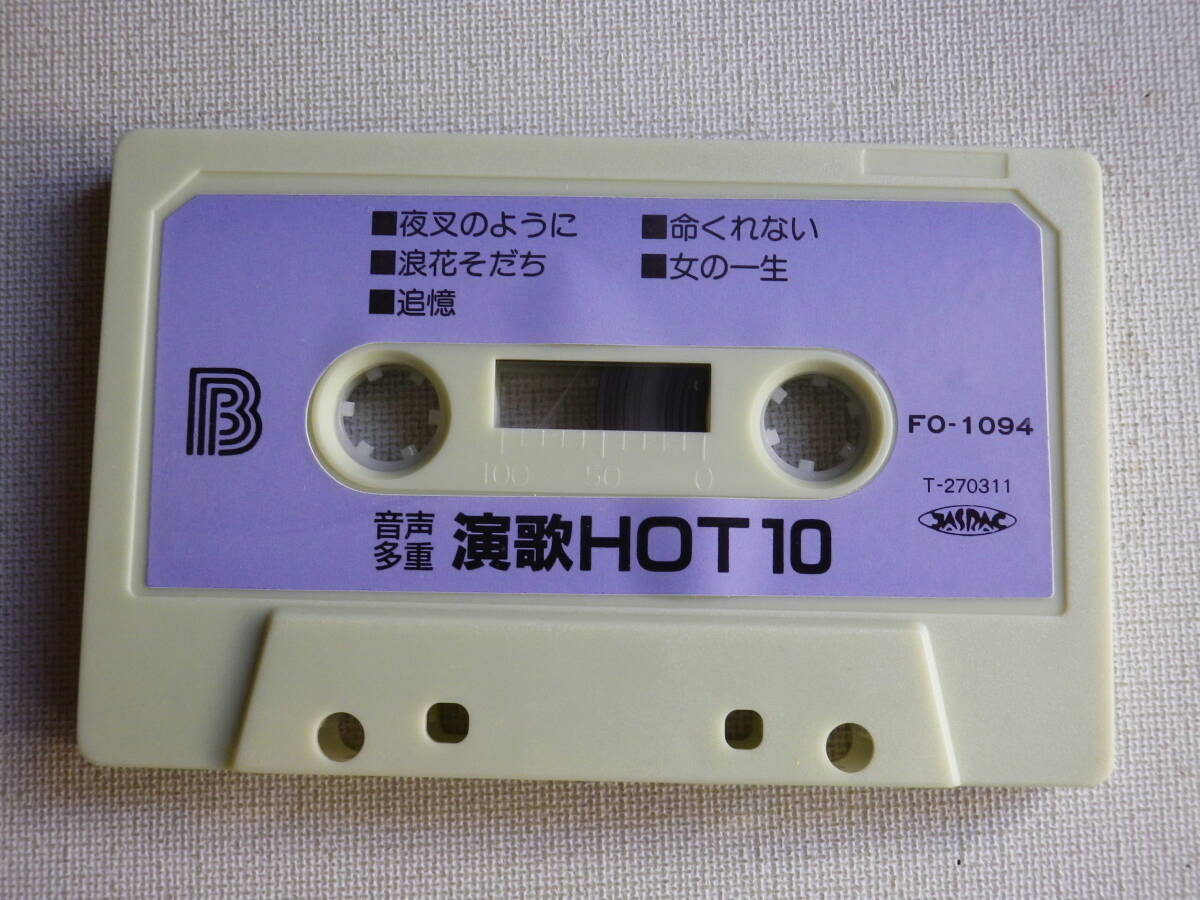 ■夜叉のように
■浪花そだち
■追憶
■命くれない
■女の一生
B
FO-1094
100 50 0
T-270311
JASRAC
音声
多重
演歌HOT10